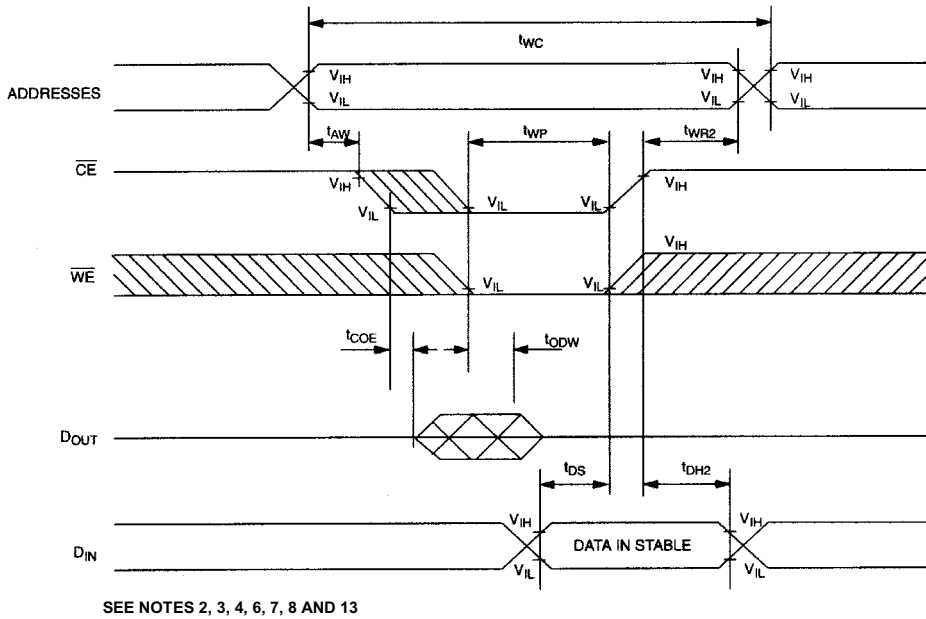 tWC
ADDRESSES
VIH
VIL
VIH
VIL
VIH
VIL
tAW
tWP
tWR2
CE
VIH
VIL
VIL
VIL
VIH
WE
VIL
VIL
VIH
tCOE
tODW
DOUT
tDS
tDH2
DIN
VIH
VIL
DATA IN STABLE
VIH
VIL
SEE NOTES 2, 3, 4, 6, 7, 8 AND 13